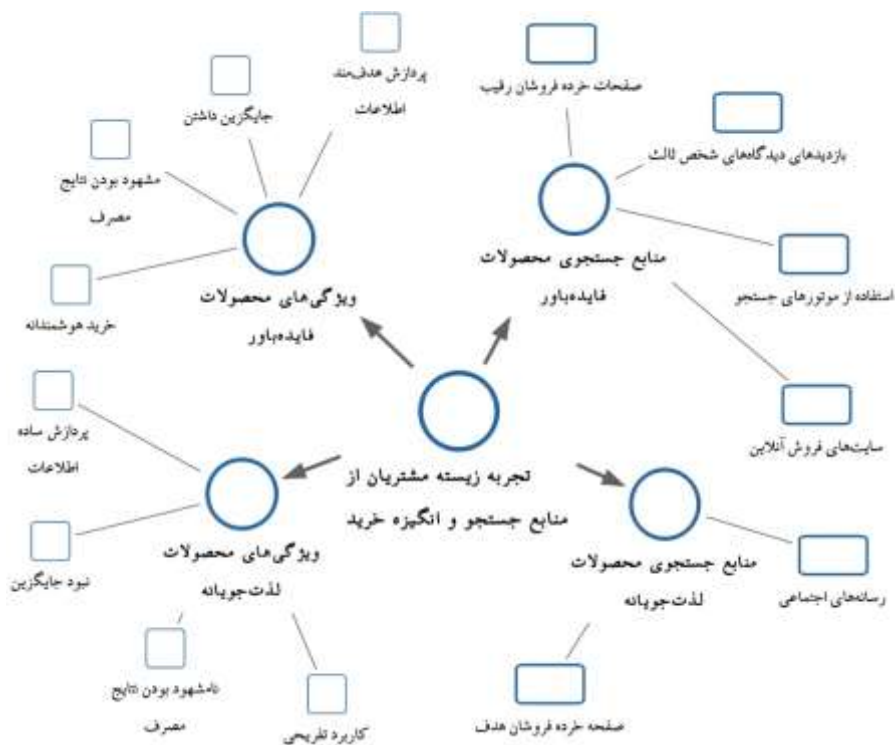 پردازش هدف‌مند
اطلاعات
جایگزین داشتن
مشهود بودن نتایج
مصرف
خرید هوشمندانه
ویژگی‌های محصولات
فایده‌باور
صفحات خرده فروشان رقیب
بازدیدهای دیدگاه‌های شخص ثالث
استفاده از موتورهای جستجو
سایت‌های فروش آنلاین
منابع جستجوی محصولات
فایده‌باور
تجربه زیسته مشتریان از
منابع جستجو و انگیزه خرید
پردازش ساده
اطلاعات
نبود جایگزین
نامشهود بودن نتایج
مصرف
کاربرد تفریحی
ویژگی‌های محصولات
لذت‌جویانه
منابع جستجوی محصولات
لذت‌جویانه
رسانه‌های اجتماعی
صفحه خرده فروشان هدف